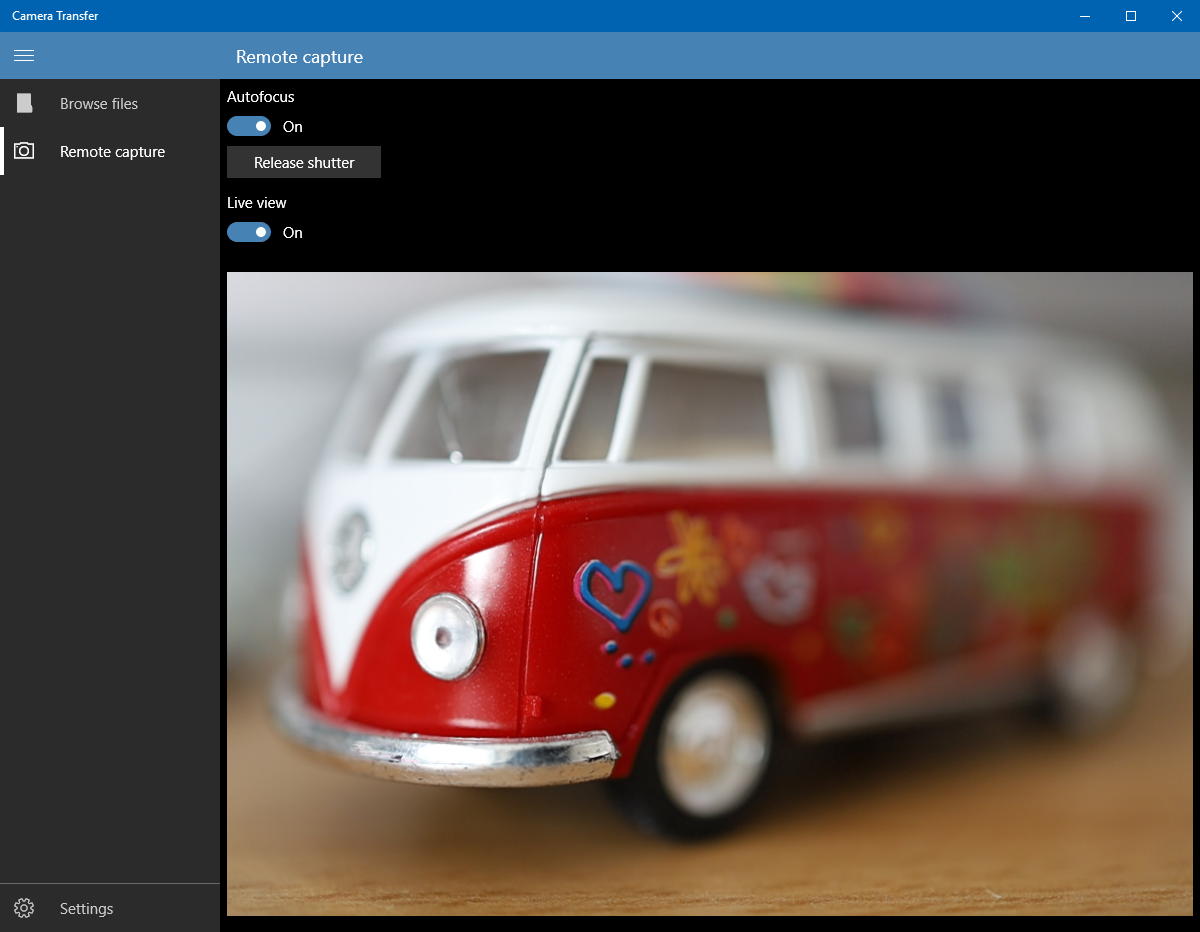 Camera Transfer
Remote capture
Browse files
Remote capture
Settings
Autofocus
On
Release shutter
Live view
On